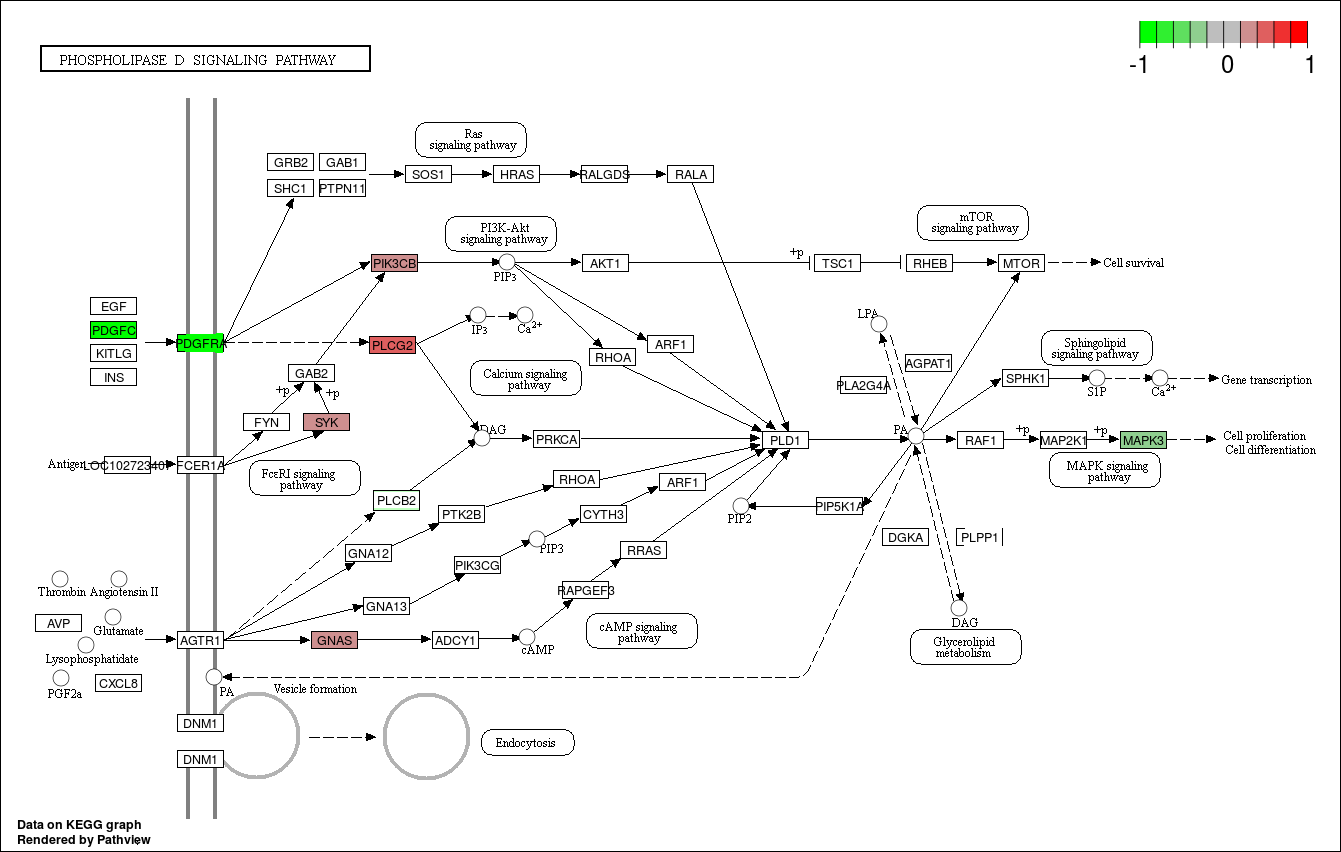 PHOSPHOLIPASE D SIGNALING PATHWAY
-1 0 1
Ras
signaling pathway
GRB2 GAB1
SHC1 PTPN11
SOS1 HRAS RALGDS RALA
PI3K-Akt
signaling pathway
mTOR
signaling pathway
PIK3CB
PIP3
AKT1
+p
TSC1 RHEB MTOR
Cell survival
EGF
PDGFC
KITLG
INS
PDGFRA
PLCG2
IP3
Ca2+
RHOA
ARF1
LPA
AGPAT1
PLA2G4A
Sphingolipid
signaling pathway
SPHK1
S1P
Ca2+
Gene transcription
Calcium signaling
pathway
GAB2
+p +p
FYN SYK
DAG
PRKCA
PLD1
PA
RAF1
+p
MAP2K1
+p
MAPK3
Cell proliferation
Cell differentiation
MAPK signaling
pathway
Antigen
FCER1A
FcεRI signaling
pathway
PLCB2
RHOA
ARF1
PIP2
PIP5K1A
PTK2B
CYTH3
DGKA
PLPP1
GNA12
PIP3
PIK3CG
RRAS
RAPGEF3
GNA13
DAG
Glycerolipid
metabolism
cAMP signaling
pathway
Thrombin Angiotensin II
AVP
Glutamate
Lysophosphatidate
PGF2a
CXCL8
AGTR1
GNAS
ADCY1
cAMP
PA
Vesicle formation
DNM1
DNM1
Endocytosis
Data on KEGG graph
Rendered by Pathview